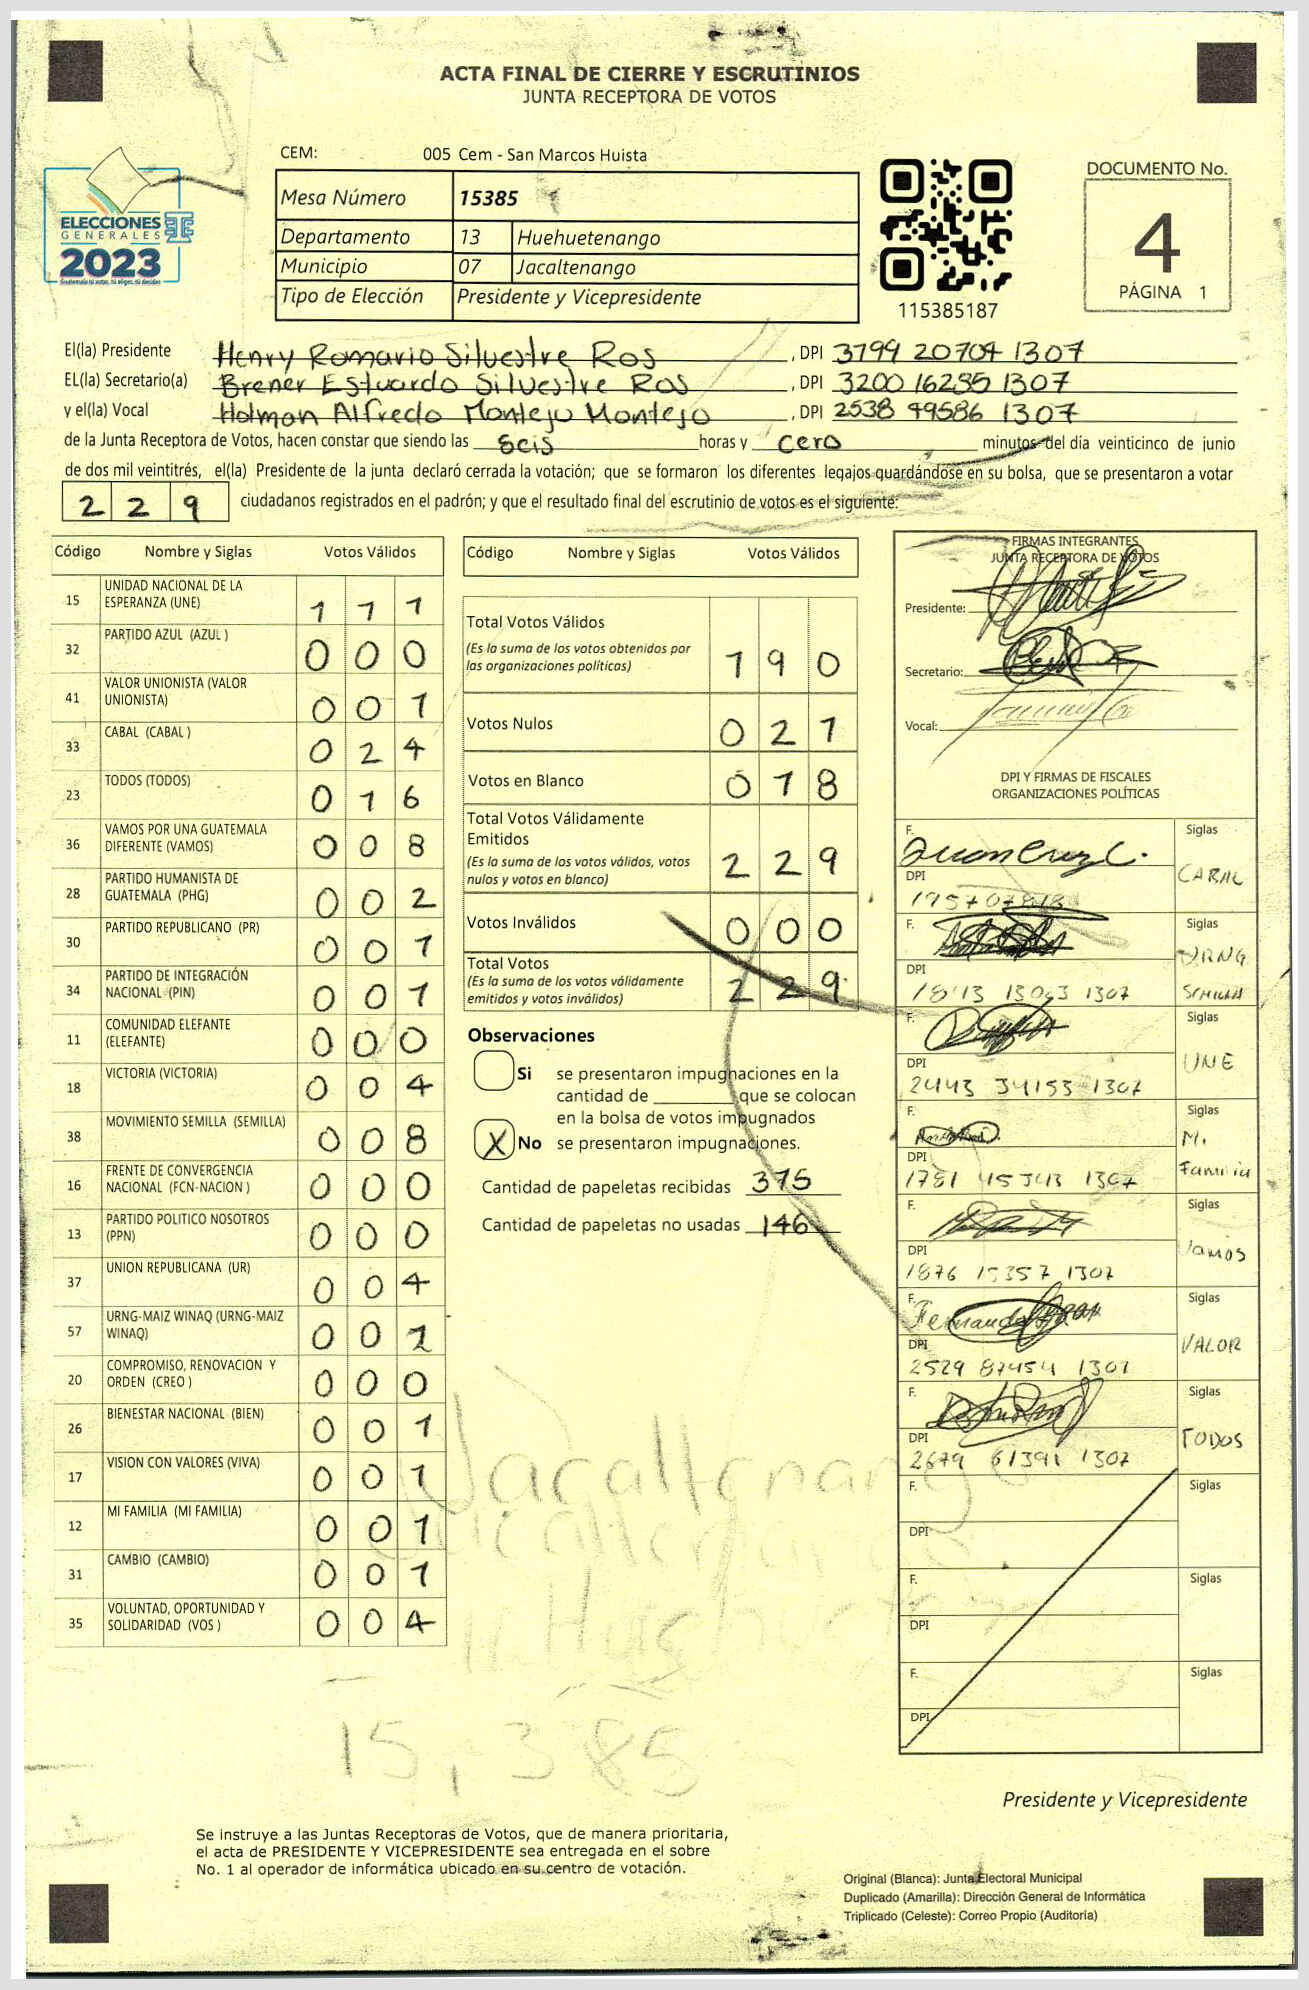 ACTA FINAL DE CIERRE Y ESCRUTINIOS
JUNTA RECEPTORA DE VOTOS
CEM: 005 Cem - San Marcos Huista
ELECCIONES
GENERALES
2023
Mesa Número 15385
Departamento 13 Huehuetenango
Municipio 07 Jacaltenango
Tipo de Elección Presidente y Vicepresidente
115385187
DOCUMENTO No.
4
PÁGINA 1
El(la) Presidente Henry Romario Silvestre Ros , DPI 3799 20704 1307
EL(la) Secretario(a) Brener Estuardo Silvestre Ros , DPI 3200 16235 1307
y el(la) Vocal Holman Alfredo Montejo Montejo , DPI 2538 49586 1307
de la Junta Receptora de Votos, hacen constar que siendo las seis horas y cero minutos del día veinticinco de junio
de dos mil veintitrés, el(la) Presidente de la junta declaró cerrada la votación; que se formaron los diferentes legajos guardándose en su bolsa, que se presentaron a votar
229 ciudadanos registrados en el padrón; y que el resultado final del escrutinio de votos es el siguiente:
Código Nombre y Siglas Votos Válidos
15 UNIDAD NACIONAL DE LA ESPERANZA (UNE) 1 1 1
32 PARTIDO AZUL (AZUL ) 0 0 0
41 VALOR UNIONISTA (VALOR UNIONISTA) 0 0 1
33 CABAL (CABAL ) 0 2 4
23 TODOS (TODOS) 0 1 6
36 VAMOS POR UNA GUATEMALA DIFERENTE (VAMOS) 0 0 8
28 PARTIDO HUMANISTA DE GUATEMALA (PHG) 0 0 2
30 PARTIDO REPUBLICANO (PR) 0 0 1
34 PARTIDO DE INTEGRACIÓN NACIONAL (PIN) 0 0 1
11 COMUNIDAD ELEFANTE (ELEFANTE) 0 0 0
18 VICTORIA (VICTORIA) 0 0 4
38 MOVIMIENTO SEMILLA (SEMILLA) 0 0 8
16 FRENTE DE CONVERGENCIA NACIONAL (FCN-NACION ) 0 0 0
13 PARTIDO POLITICO NOSOTROS (PPN) 0 0 0
37 UNION REPUBLICANA (UR) 0 0 4
57 URNG-MAIZ WINAQ (URNG-MAIZ WINAQ) 0 0 2
20 COMPROMISO, RENOVACION Y ORDEN (CREO ) 0 0 0
26 BIENESTAR NACIONAL (BIEN) 0 0 1
17 VISION CON VALORES (VIVA) 0 0 1
12 MI FAMILIA (MI FAMILIA) 0 0 1
31 CAMBIO (CAMBIO) 0 0 1
35 VOLUNTAD, OPORTUNIDAD Y SOLIDARIDAD (VOS ) 0 0 4
Código Nombre y Siglas Votos Válidos
Total Votos Válidos 1 9 0
(Es la suma de los votos obtenidos por
las organizaciones políticas)
Votos Nulos 0 2 1
Votos en Blanco 0 1 8
Total Votos Válidamente
Emitidos 2 2 9
(Es la suma de los votos válidos, votos
nulos y votos en blanco)
Votos Inválidos 0 0 0
Total Votos 2 2 9
(Es la suma de los votos válidamente
emitidos y votos inválidos)
Observaciones
Si se presentaron impugnaciones en la
cantidad de ________ que se colocan
en la bolsa de votos impugnados
X No se presentaron impugnaciones.
Cantidad de papeletas recibidas 375
Cantidad de papeletas no usadas 146
FIRMAS INTEGRANTES
JUNTA RECEPTORA DE VOTOS
Presidente:
Secretario:
Vocal:
DPI Y FIRMAS DE FISCALES
ORGANIZACIONES POLÍTICAS
F. Juan Cruz C. Siglas
DPI CABAL
F. Siglas
DPI URNG
1843 13063 1307 SEMILLA
F. Siglas
DPI UNE
2443 34153 1307
F. Siglas
M.
DPI Familia
1781 45343 1307
F. Siglas
DPI Vamos
1876 15357 1307
F. Fernando Siglas
DPI VALOR
2529 87454 1307
F. Siglas
DPI TODOS
2679 61391 1307
F. Siglas
DPI
F. Siglas
DPI
F. Siglas
DPI
Jacaltenango
15,385
Presidente y Vicepresidente
Se instruye a las Juntas Receptoras de Votos, que de manera prioritaria,
el acta de PRESIDENTE Y VICEPRESIDENTE sea entregada en el sobre
No. 1 al operador de informática ubicado en su centro de votación.
Original (Blanca): Junta Electoral Municipal
Duplicado (Amarilla): Dirección General de Informática
Triplicado (Celeste): Correo Propio (Auditoría)